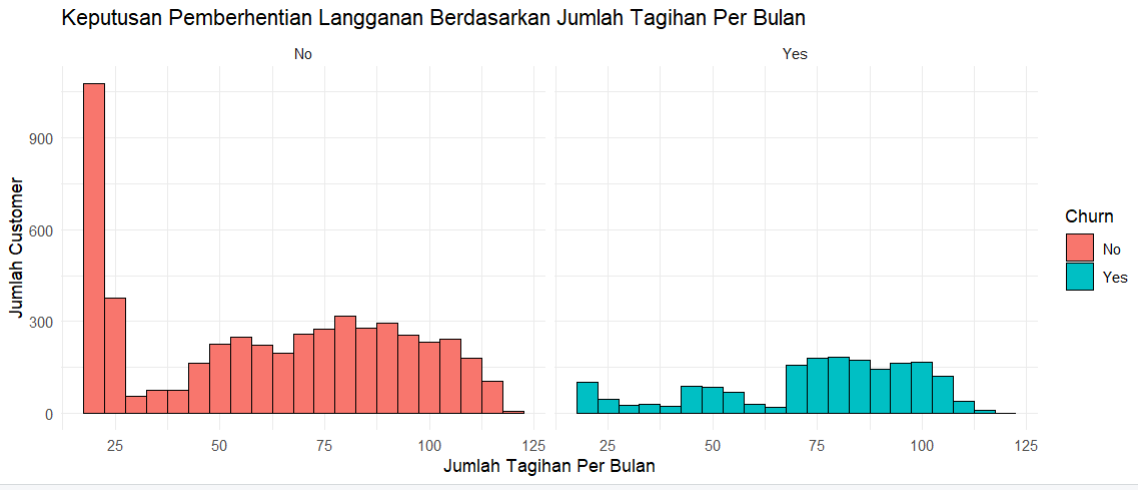 Keputusan Pemberhentian Langganan Berdasarkan Jumlah Tagihan Per Bulan
No
Yes
Jumlah Customer
900
600
300
0
25
50
75
100
125
25
50
75
100
125
Jumlah Tagihan Per Bulan
Churn
No
Yes